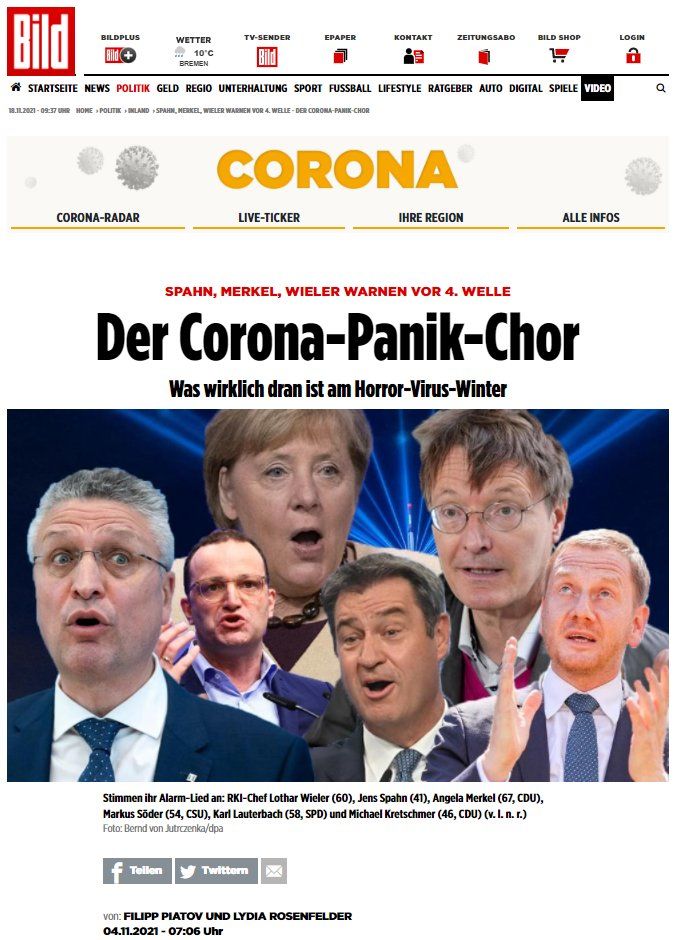 Bild
BILDPLUS
WETTER
TV-SENDER
EPAPER
KONTAKT
ZEITUNGSABO
BILD SHOP
LOGIN
Bild
10°C
BREMEN
Bild
STARTSEITE NEWS POLITIK GELD REGIO UNTERHALTUNG SPORT FUSSBALL LIFESTYLE RATGEBER AUTO DIGITAL SPIELE VIDEO
18.11.2021 - 09:37 UHR HOME › POLITIK › INLAND › SPAHN, MERKEL, WIELER WARNEN VOR 4. WELLE - DER CORONA-PANIK-CHOR
CORONA
CORONA-RADAR
LIVE-TICKER
IHRE REGION
ALLE INFOS
SPAHN, MERKEL, WIELER WARNEN VOR 4. WELLE
Der Corona-Panik-Chor
Was wirklich dran ist am Horror-Virus-Winter
Stimmen ihr Alarm-Lied an: RKI-Chef Lothar Wieler (60), Jens Spahn (41), Angela Merkel (67, CDU),
Markus Söder (54, CSU), Karl Lauterbach (58, SPD) und Michael Kretschmer (46, CDU) (v. l. n. r.)
Foto: Bernd von Jutrczenka/dpa
Teilen
Twittern
von: FILIPP PIATOV UND LYDIA ROSENFELDER
04.11.2021 - 07:06 Uhr